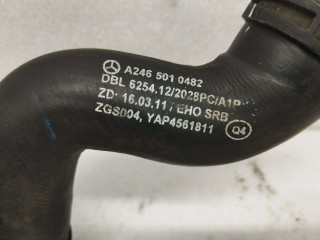 A246 501 0482
DBL 6254.12/2028PC/A1P
ZD: 16.03.11 / EHO SRB
ZGS004, YAP4561811
Q4